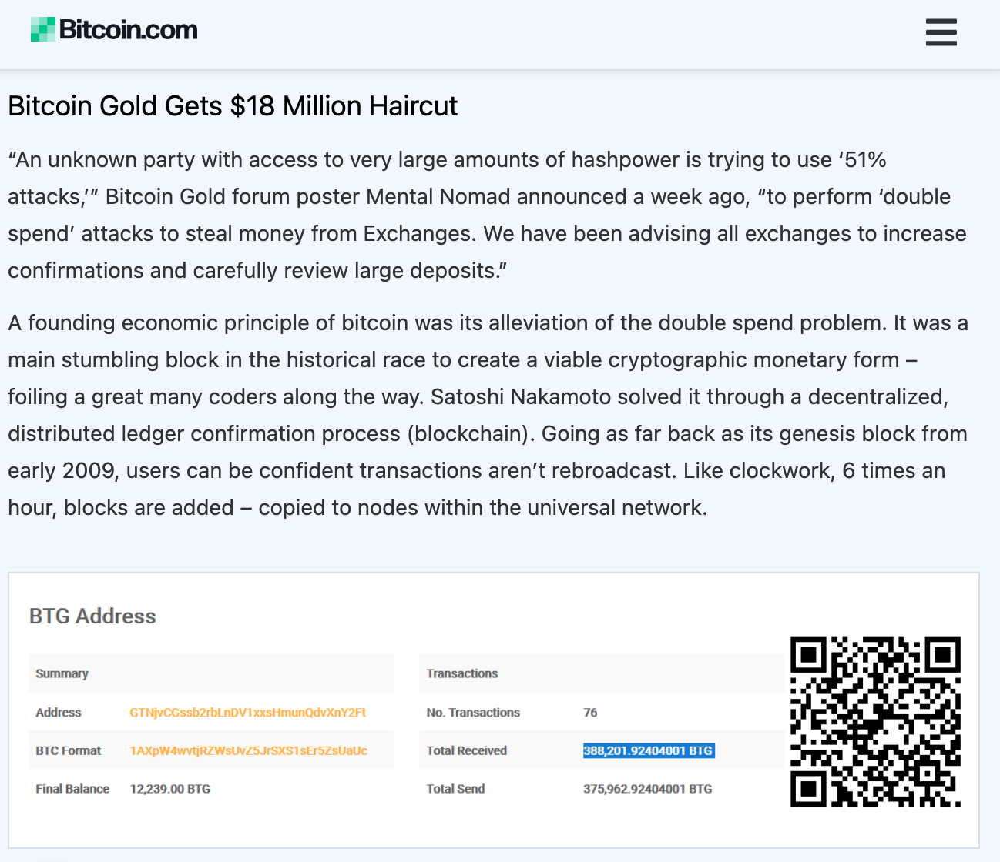 Bitcoin.com
Bitcoin Gold Gets $18 Million Haircut
“An unknown party with access to very large amounts of hashpower is trying to use ‘51%
attacks,’” Bitcoin Gold forum poster Mental Nomad announced a week ago, “to perform ‘double
spend’ attacks to steal money from Exchanges. We have been advising all exchanges to increase
confirmations and carefully review large deposits.”
A founding economic principle of bitcoin was its alleviation of the double spend problem. It was a
main stumbling block in the historical race to create a viable cryptographic monetary form –
foiling a great many coders along the way. Satoshi Nakamoto solved it through a decentralized,
distributed ledger confirmation process (blockchain). Going as far back as its genesis block from
early 2009, users can be confident transactions aren’t rebroadcast. Like clockwork, 6 times an
hour, blocks are added – copied to nodes within the universal network.
BTG Address
Summary
Address GTNjvCGssb2rbLnDV1xxsHmunQdvXnY2Ft
BTC Format 1AXpW4wvtjRZWsUvZ5JrSXS1sEr5ZsUaUc
Final Balance 12,239.00 BTG
Transactions
No. Transactions 76
Total Received 388,201.92404001 BTG
Total Send 375,962.92404001 BTG